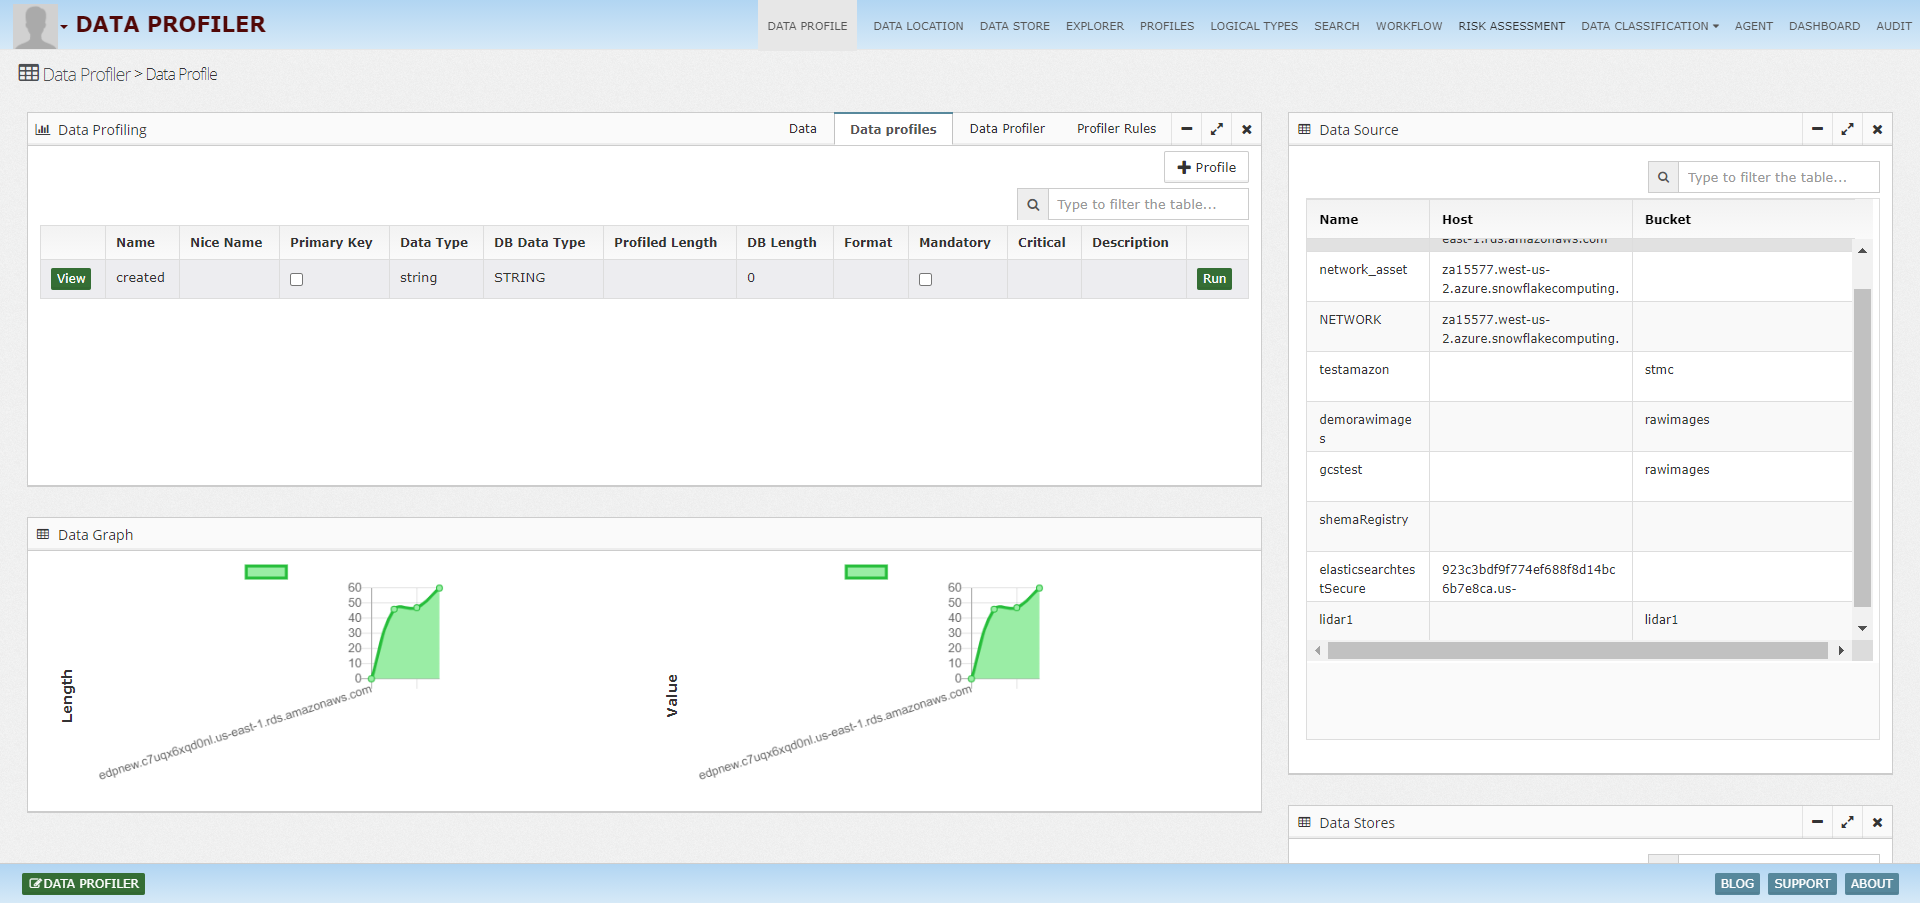 DATA PROFILER
DATA PROFILE DATA LOCATION DATA STORE EXPLORER PROFILES LOGICAL TYPES SEARCH WORKFLOW RISK ASSESSMENT DATA CLASSIFICATION AGENT DASHBOARD AUDIT
Data Profiler > Data Profile
Data Profiling
Data Data profiles Data Profiler Profiler Rules
Profile
Type to filter the table...
Name Nice Name Primary Key Data Type DB Data Type Profiled Length DB Length Format Mandatory Critical Description
View created string STRING 0 Run
Data Graph
60
50
40
30
20
10
0
Length
edpnew.c7uqx6xqd0nl.us-east-1.rds.amazonaws.com
60
50
40
30
20
10
0
Value
edpnew.c7uqx6xqd0nl.us-east-1.rds.amazonaws.com
Data Source
Type to filter the table...
Name Host Bucket
east-1.rds.amazonaws.com
network_asset za15577.west-us-
2.azure.snowflakecomputing.
NETWORK za15577.west-us-
2.azure.snowflakecomputing.
testamazon stmc
demorawimage rawimages
s
gcstest rawimages
shemaRegistry
elasticsearchtes 923c3bdf9f774ef688f8d14bc
tSecure 6b7e8ca.us-
lidar1 lidar1
Data Stores
DATA PROFILER
BLOG SUPPORT ABOUT